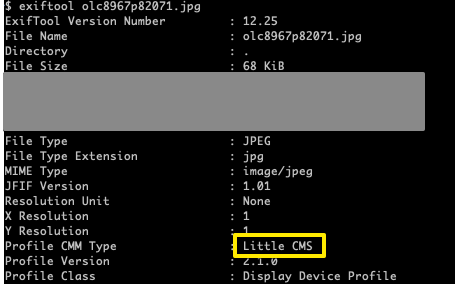 $ exiftool olc8967p82071.jpg
ExifTool Version Number : 12.25
File Name : olc8967p82071.jpg
Directory : .
File Size : 68 KiB
File Type : JPEG
File Type Extension : jpg
MIME Type : image/jpeg
JFIF Version : 1.01
Resolution Unit : None
X Resolution : 1
Y Resolution : 1
Profile CMM Type : Little CMS
Profile Version : 2.1.0
Profile Class : Display Device Profile